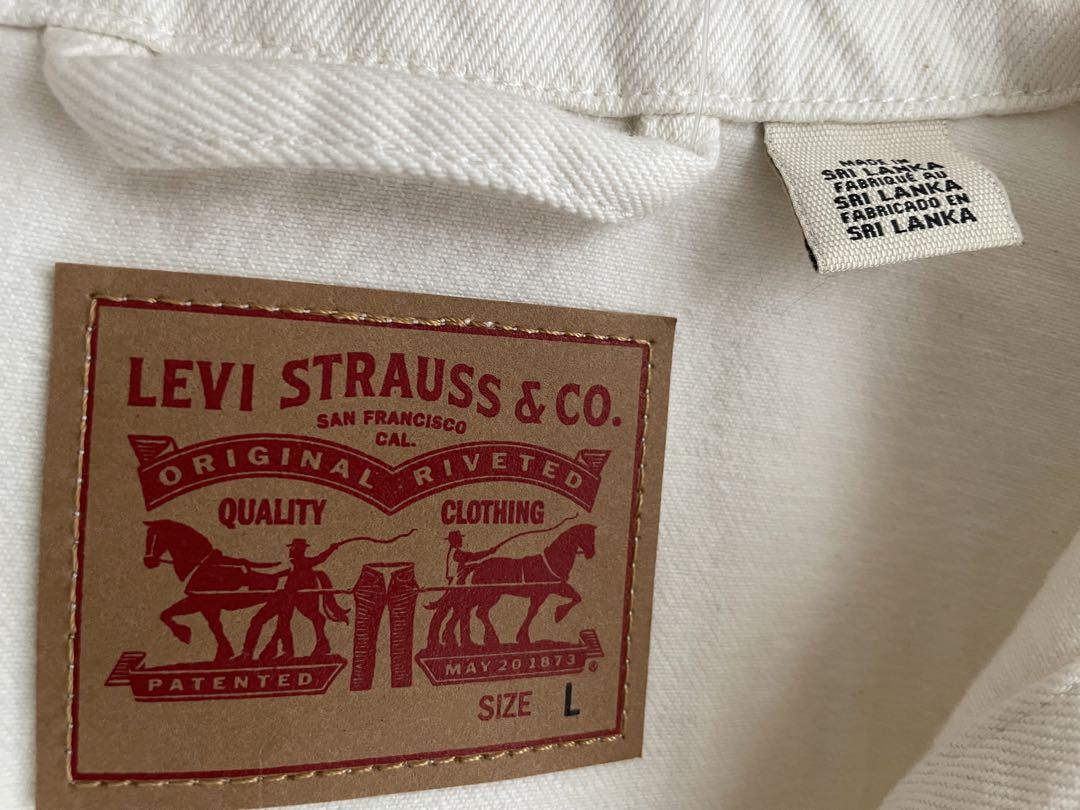 MADE IN
SRI LANKA
FABRIQUÉ AU
SRI LANKA
FABRICADO EN
SRI LANKA
LEVI STRAUSS & CO.
SAN FRANCISCO
CAL.
ORIGINAL RIVETED
QUALITY CLOTHING
PATENTED MAY 20 1873 ®
SIZE L